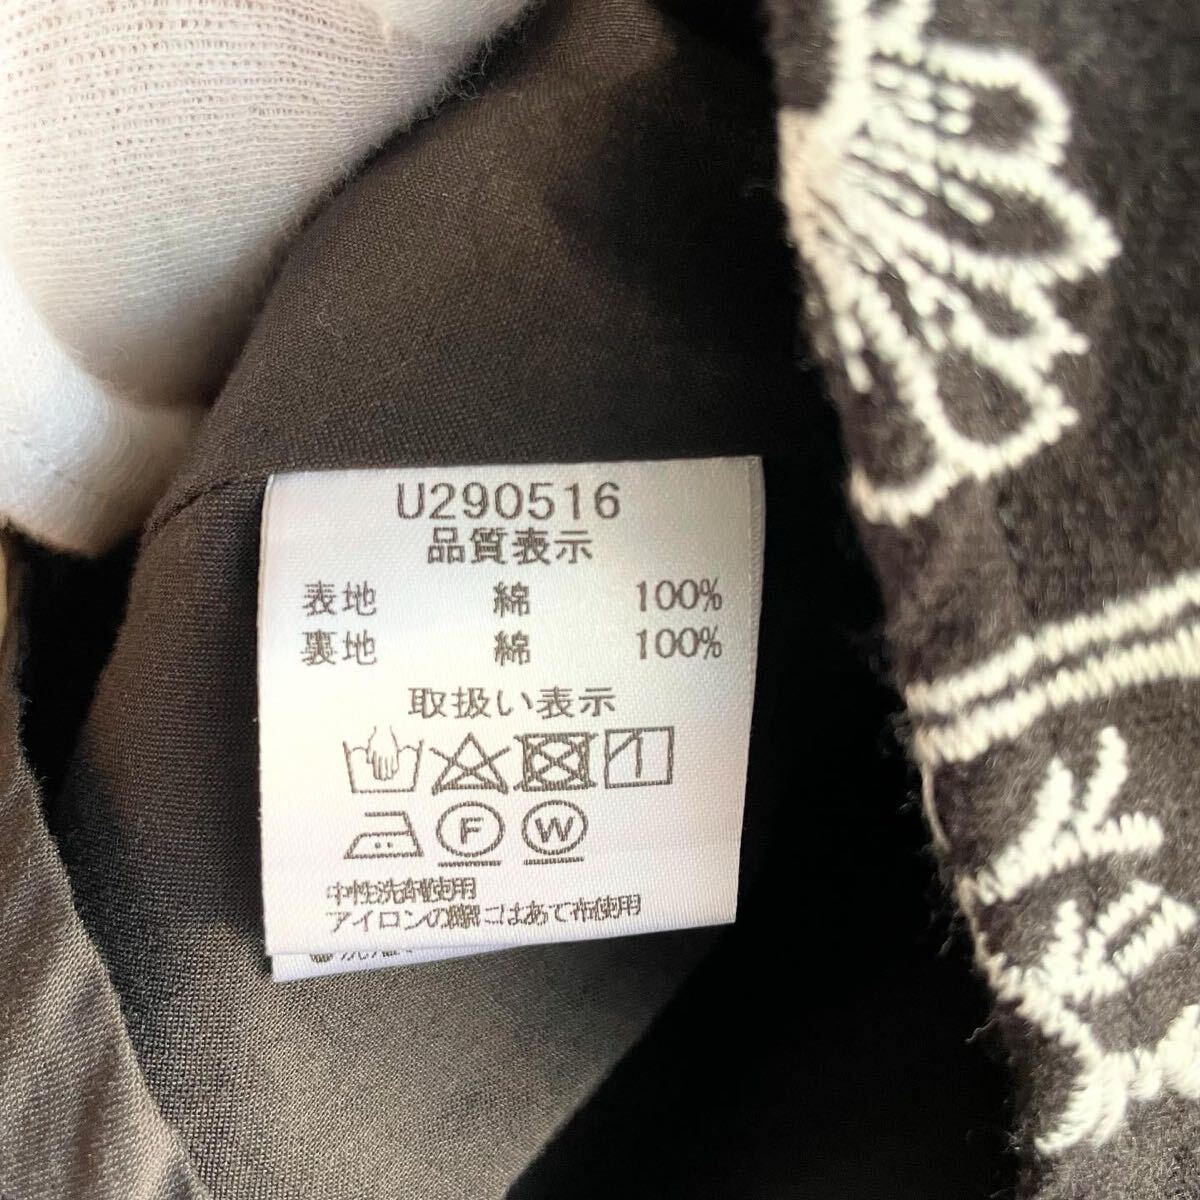 U290516
品質表示
表地 綿 100%
裏地 綿 100%
取扱い表示
F W
中性洗剤使用
アイロンの際にはあて布使用